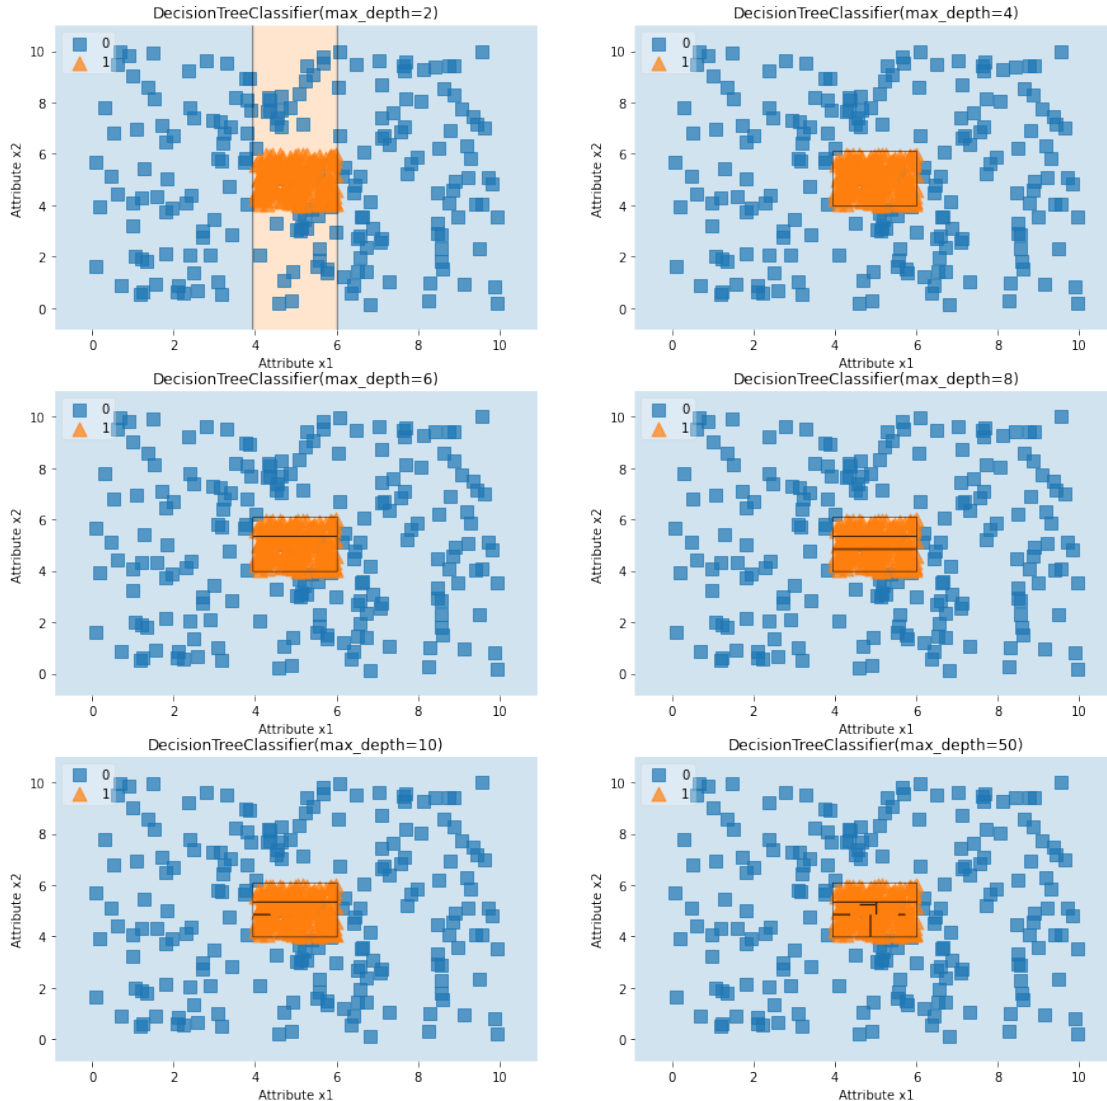 DecisionTreeClassifier(max_depth=2)
0
1
10
8
6
4
2
0
Attribute x2
0 2 4 6 8 10
Attribute x1
DecisionTreeClassifier(max_depth=4)
0
1
10
8
6
4
2
0
Attribute x2
0 2 4 6 8 10
Attribute x1
DecisionTreeClassifier(max_depth=6)
0
1
10
8
6
4
2
0
Attribute x2
0 2 4 6 8 10
Attribute x1
DecisionTreeClassifier(max_depth=8)
0
1
10
8
6
4
2
0
Attribute x2
0 2 4 6 8 10
Attribute x1
DecisionTreeClassifier(max_depth=10)
0
1
10
8
6
4
2
0
Attribute x2
0 2 4 6 8 10
Attribute x1
DecisionTreeClassifier(max_depth=50)
0
1
10
8
6
4
2
0
Attribute x2
0 2 4 6 8 10
Attribute x1